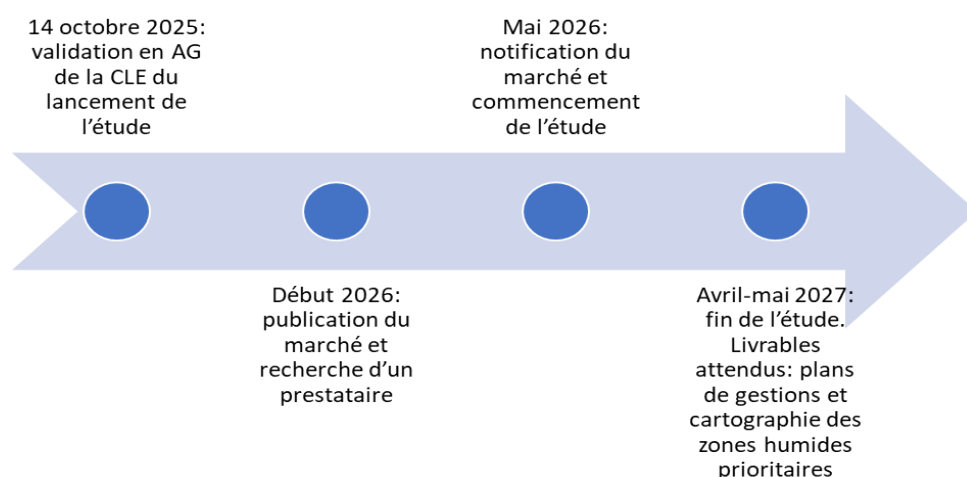 14 octobre 2025:
validation en AG
de la CLE du
lancement de
l'étude
Début 2026:
publication du
marché et
recherche d'un
prestataire
Mai 2026:
notification du
marché et
commencement
de l'étude
Avril-mai 2027:
fin de l'étude.
Livrables
attendus: plans
de gestions et
cartographie des
zones humides
prioritaires